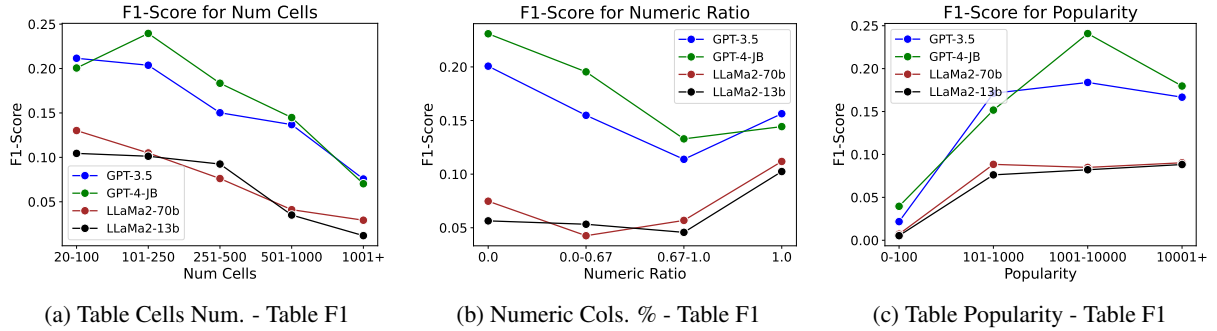 F1-Score for Num Cells
0.25
0.20
0.15
0.10
0.05
F1-Score
GPT-3.5
GPT-4-JB
LLaMa2-70b
LLaMa2-13b
20-100 101-250 251-500 501-1000 1001+
Num Cells
(a) Table Cells Num. - Table F1
F1-Score for Numeric Ratio
0.20
0.15
0.10
0.05
F1-Score
GPT-3.5
GPT-4-JB
LLaMa2-70b
LLaMa2-13b
0.0 0.0-0.67 0.67-1.0 1.0
Numeric Ratio
(b) Numeric Cols. % - Table F1
F1-Score for Popularity
0.25
0.20
0.15
0.10
0.05
0.00
F1-Score
GPT-3.5
GPT-4-JB
LLaMa2-70b
LLaMa2-13b
0-100 101-1000 1001-10000 10001+
Popularity
(c) Table Popularity - Table F1